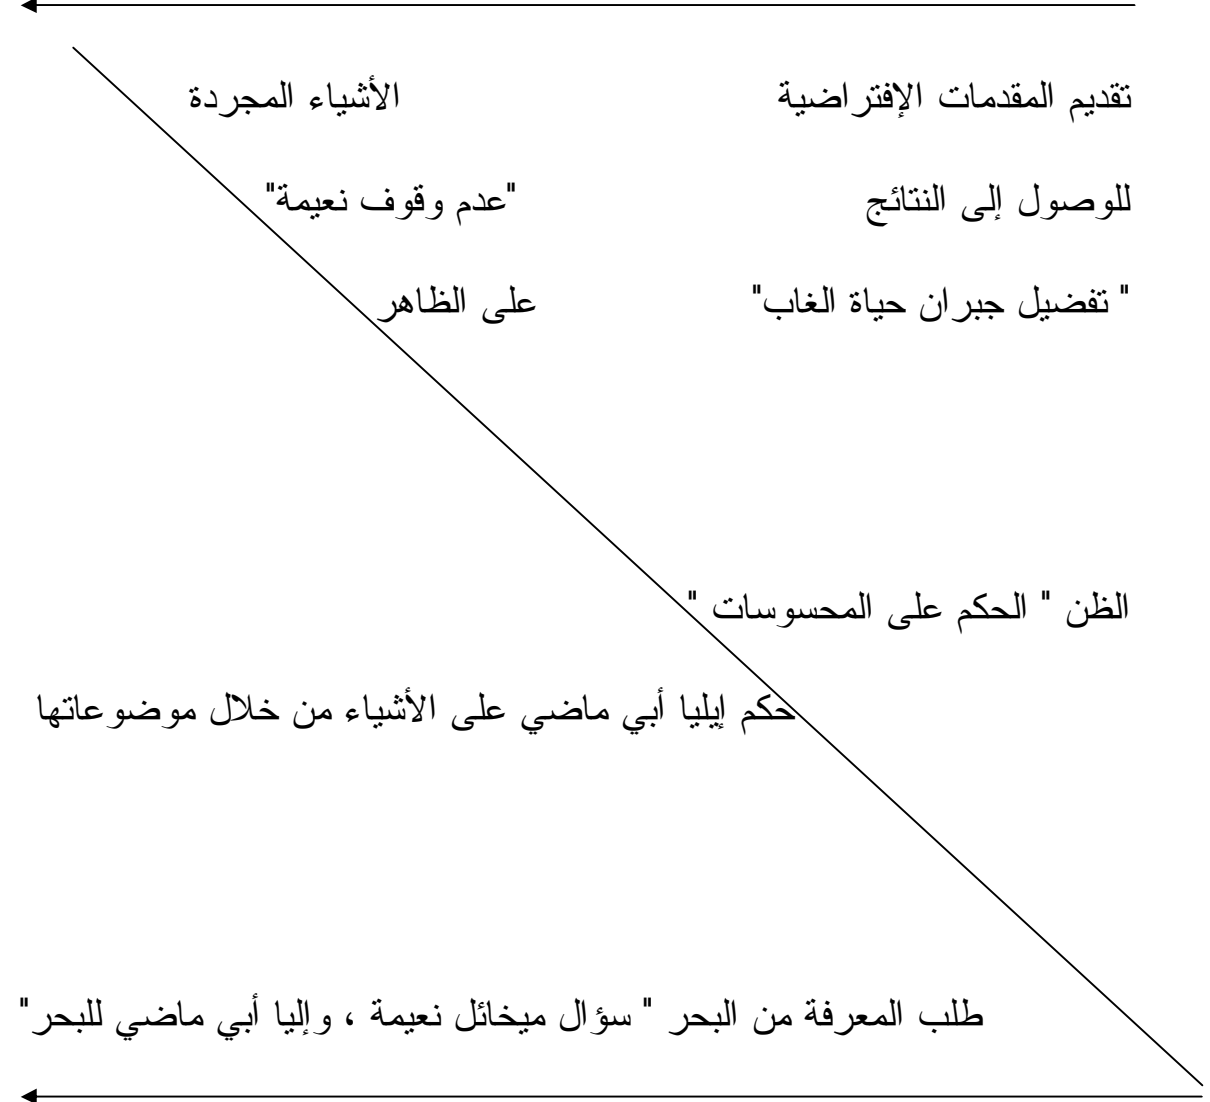 تقديم المقدمات الإفتراضية الأشياء المجردة
للوصول إلى النتائج "عدم وقوف نعيمة"
" تفضيل جبران حياة الغاب" على الظاهر
الظن " الحكم على المحسوسات "
حكم إيليا أبي ماضي على الأشياء من خلال موضوعاتها
طلب المعرفة من البحر " سؤال ميخائل نعيمة ، وإليا أبي ماضي للبحر"